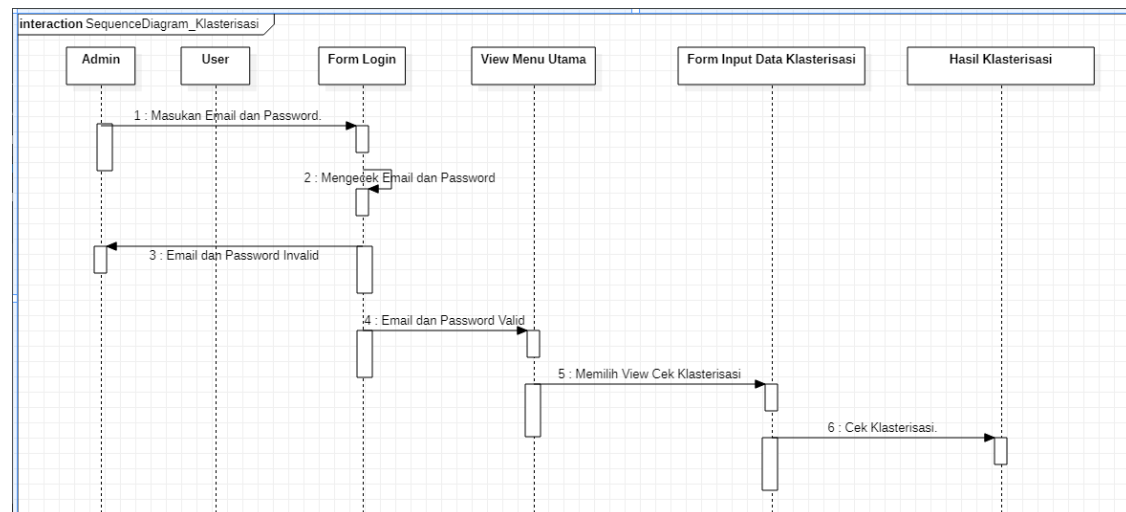 interaction SequenceDiagram_Klasterisasi
Admin
User
Form Login
View Menu Utama
Form Input Data Klasterisasi
Hasil Klasterisasi
1 : Masukan Email dan Password.
2 : Mengecek Email dan Password
3 : Email dan Password Invalid
4 : Email dan Password Valid
5 : Memilih View Cek Klasterisasi
6 : Cek Klasterisasi.